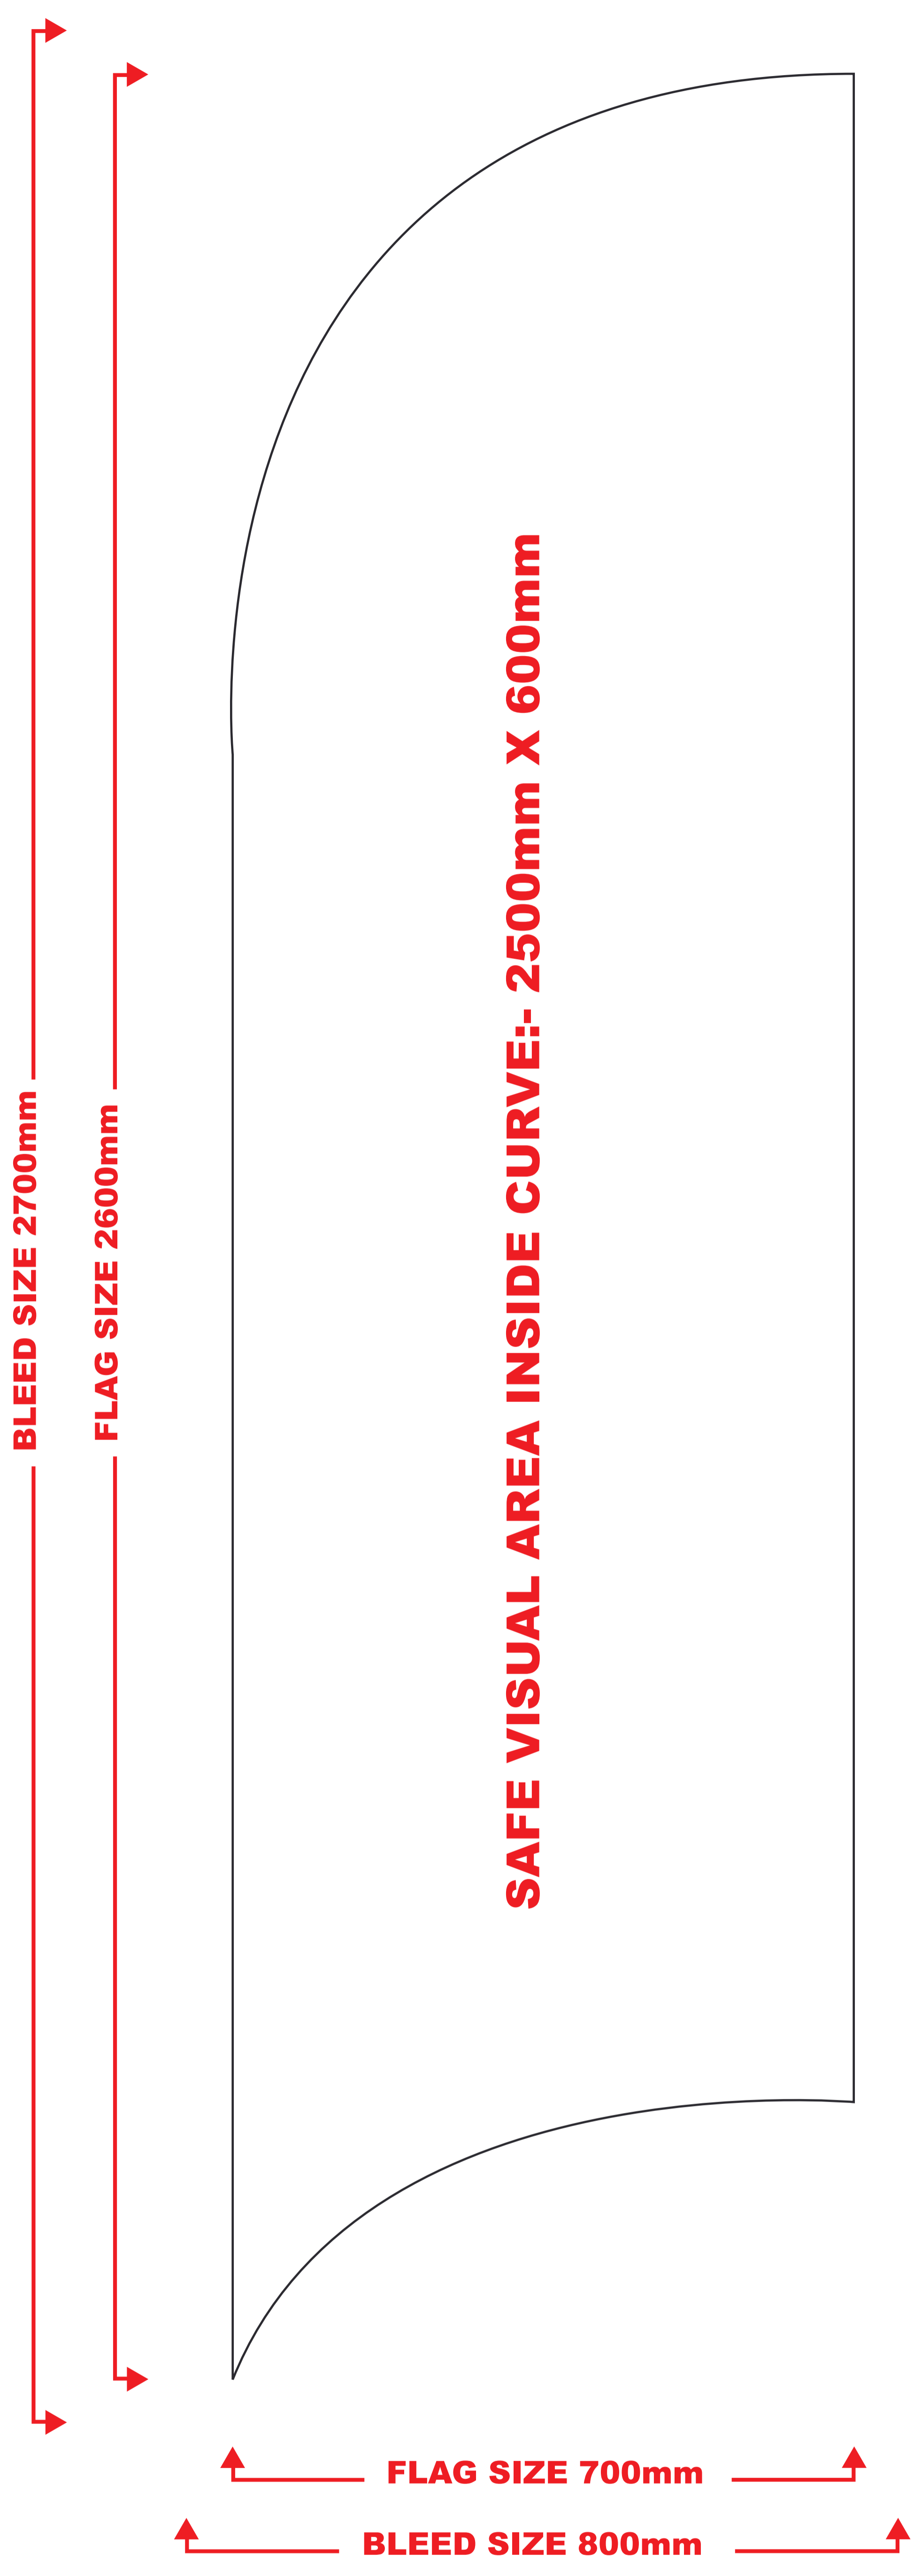 BLEED SIZE 2700mm
FLAG SIZE 2600mm
SAFE VISUAL AREA INSIDE CURVE:- 2500mm X 600mm
FLAG SIZE 700mm
BLEED SIZE 800mm